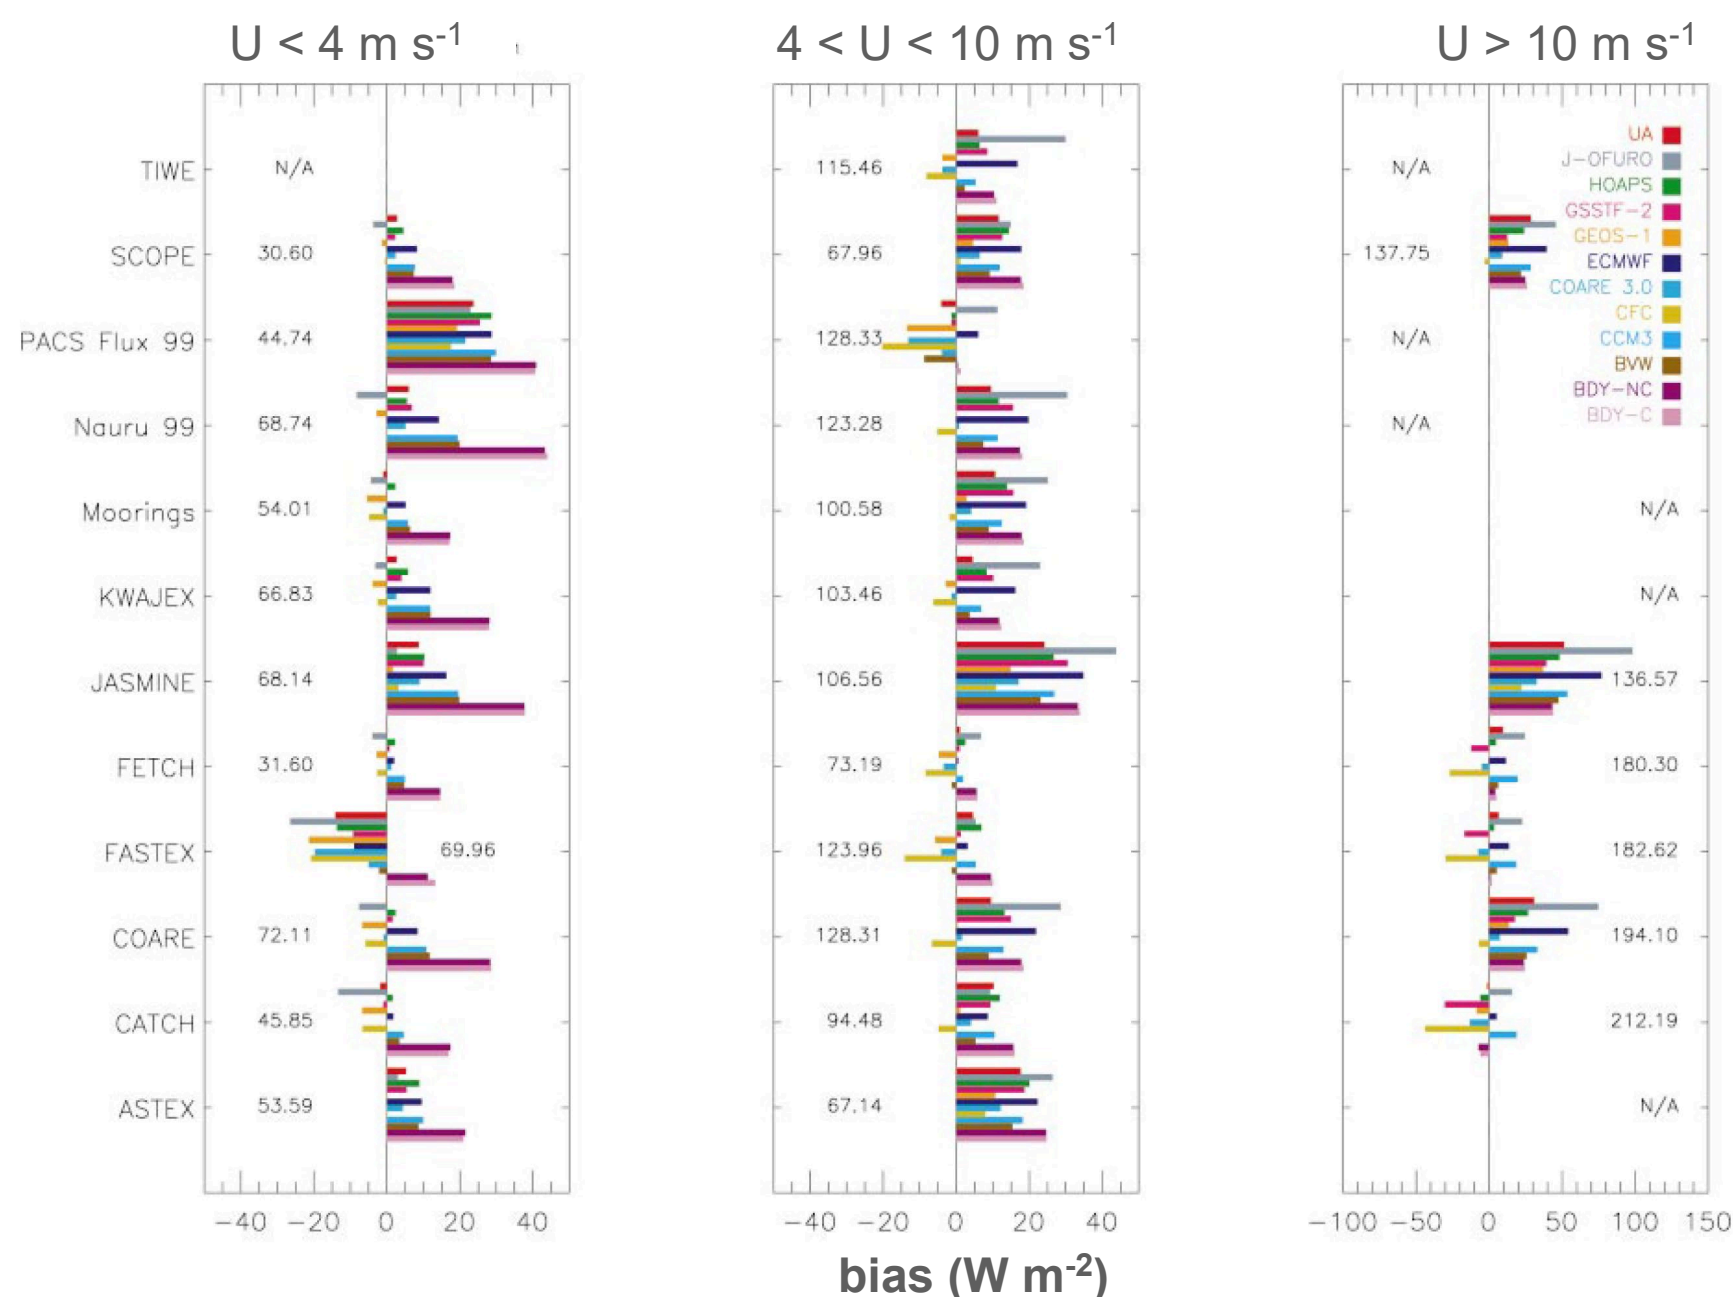 U < 4 m s-1
4 < U < 10 m s-1
U > 10 m s-1
UA
J-OFURO
HOAPS
GSSTF-2
GEOS-1
ECMWF
COARE 3.0
CFC
CCM3
BVW
BDY-NC
BDY-C
TIWE N/A 115.46 N/A
SCOPE 30.60 67.96 137.75
PACS Flux 99 44.74 128.33 N/A
Nauru 99 68.74 123.28 N/A
Moorings 54.01 100.58 N/A
KWAJEX 66.83 103.46 N/A
JASMINE 68.14 106.56 136.57
FETCH 31.60 73.19 180.30
FASTEX 69.96 123.96 182.62
COARE 72.11 128.31 194.10
CATCH 45.85 94.48 212.19
ASTEX 53.59 67.14 N/A
-40 -20 0 20 40
-40 -20 0 20 40
-100 -50 0 50 100 150
bias (W m-2)